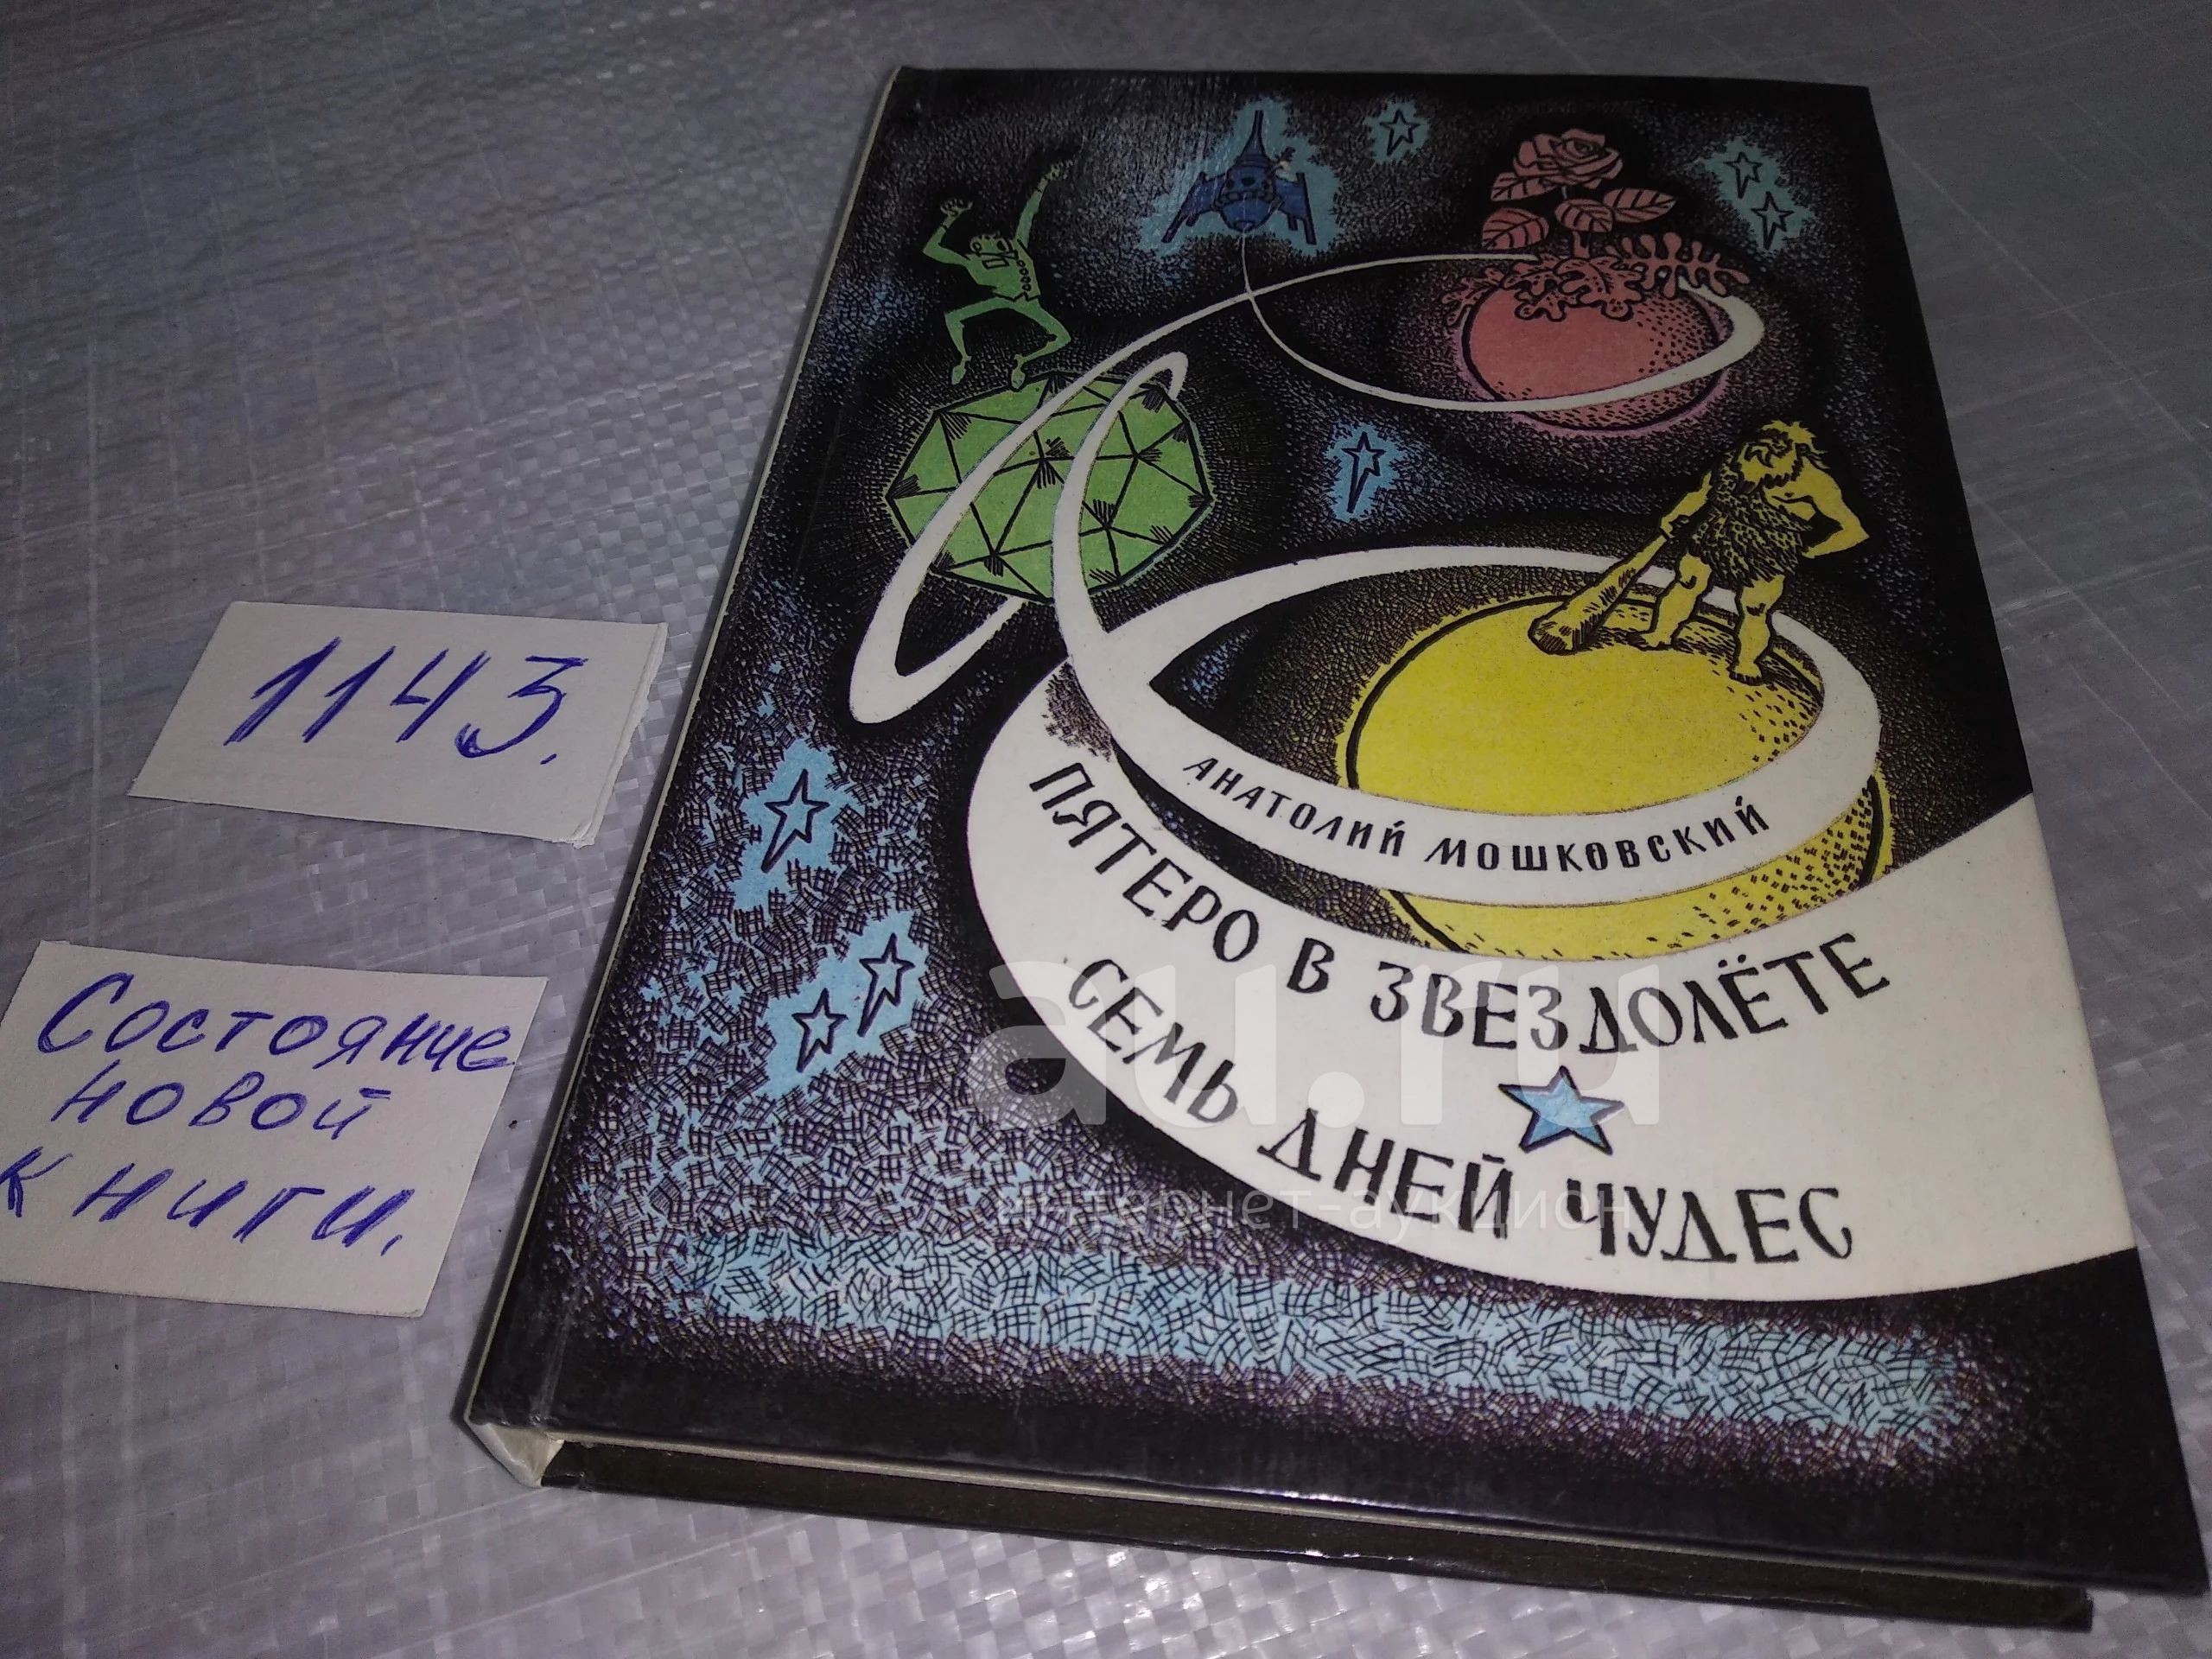 1143.
Состояние
новой
книги.
АНАТОЛИЙ МОШКОВСКИЙ
ПЯТЕРО В ЗВЕЗДОЛЁТЕ
СЕМЬ ДНЕЙ ЧУДЕС
au.ru
интернет-аукцион